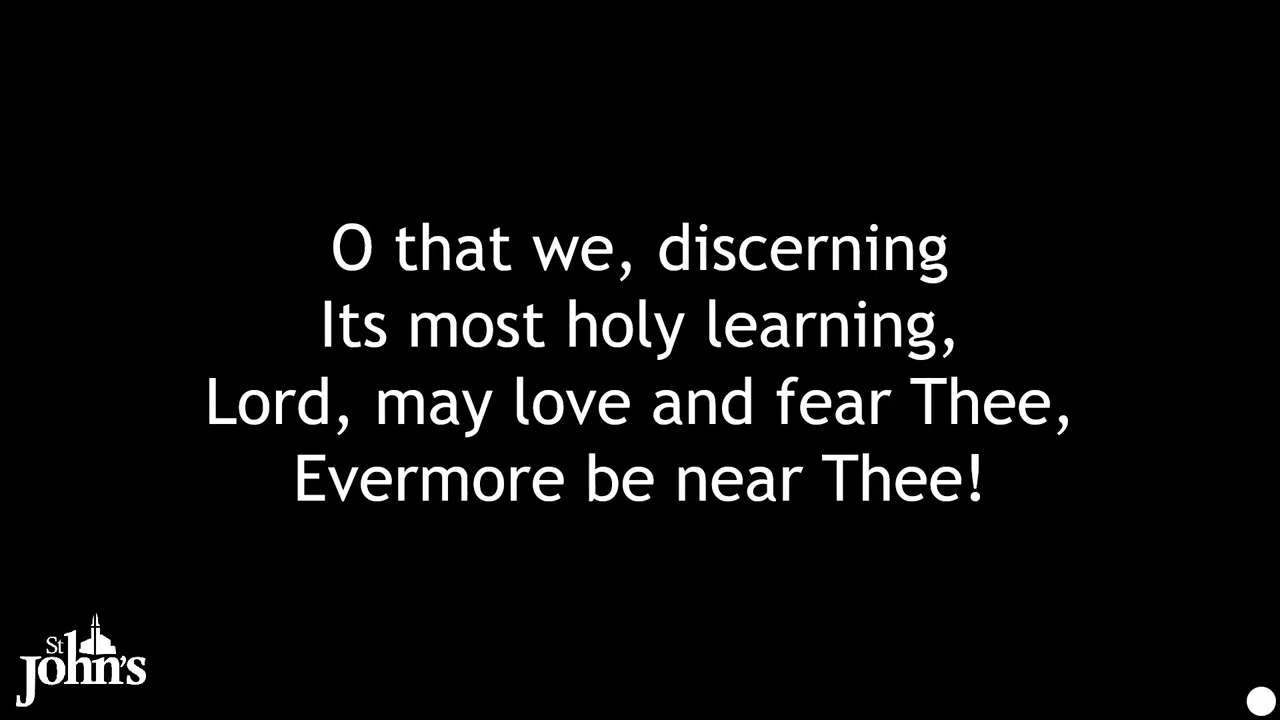 O that we, discerning
Its most holy learning,
Lord, may love and fear Thee,
Evermore be near Thee!
St
John's